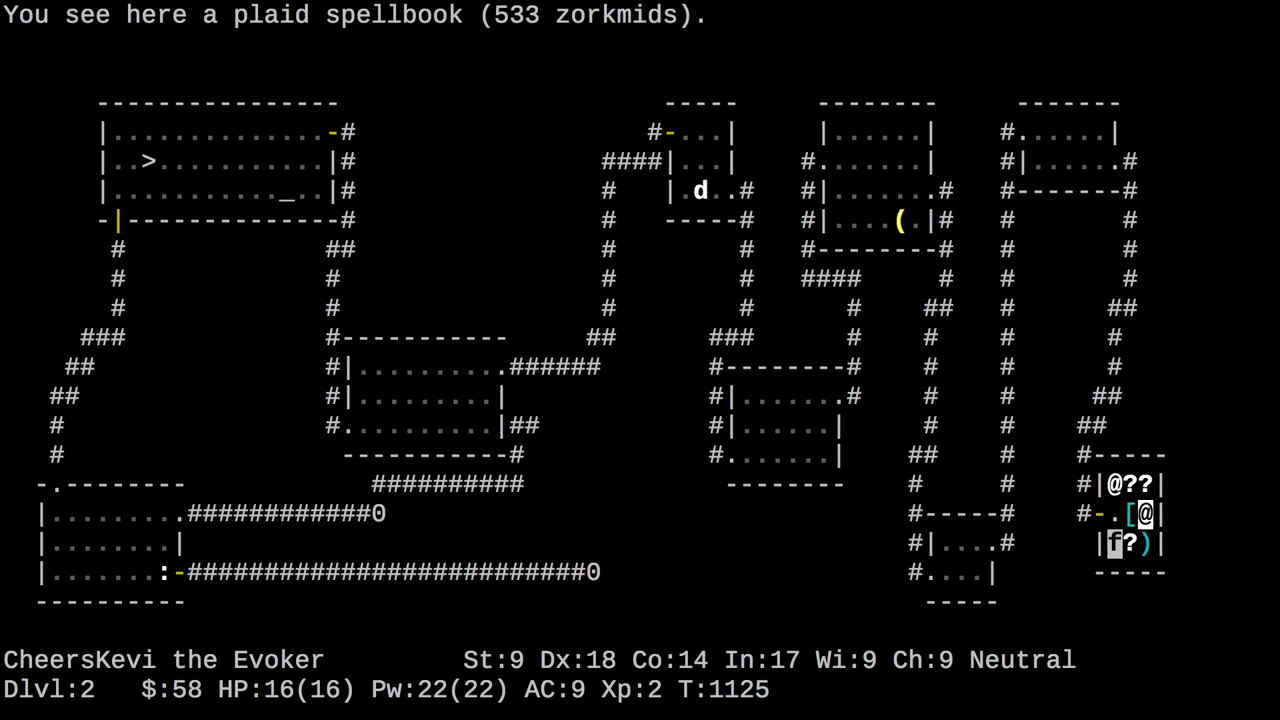 You see here a plaid spellbook (533 zorkmids).
CheersKevi the Evoker St:9 Dx:18 Co:14 In:17 Wi:9 Ch:9 Neutral
Dlvl:2 $:58 HP:16(16) Pw:22(22) AC:9 Xp:2 T:1125